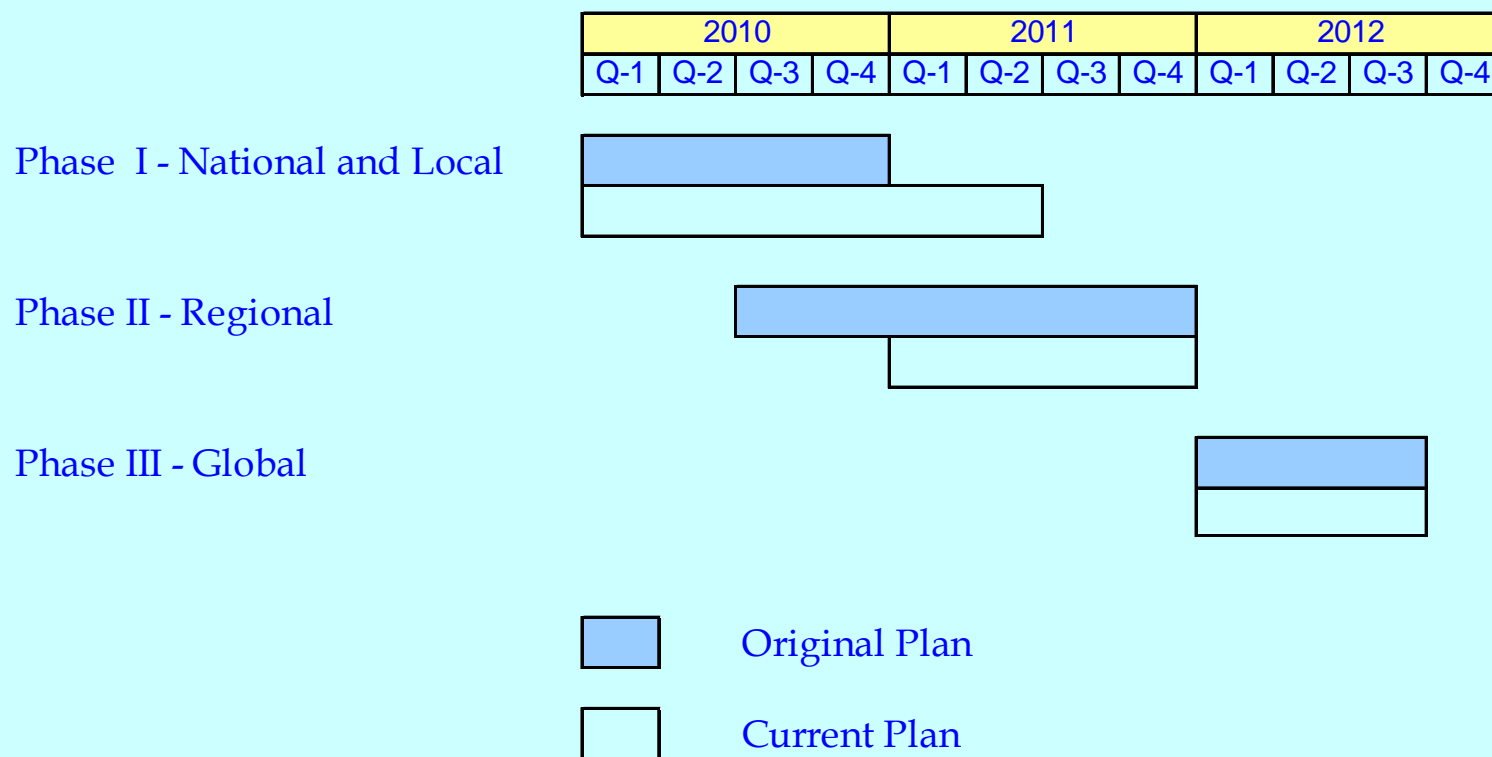 2010 2011 2012
Q-1 Q-2 Q-3 Q-4 Q-1 Q-2 Q-3 Q-4 Q-1 Q-2 Q-3 Q-4
Phase I - National and Local
Phase II - Regional
Phase III - Global
Original Plan
Current Plan